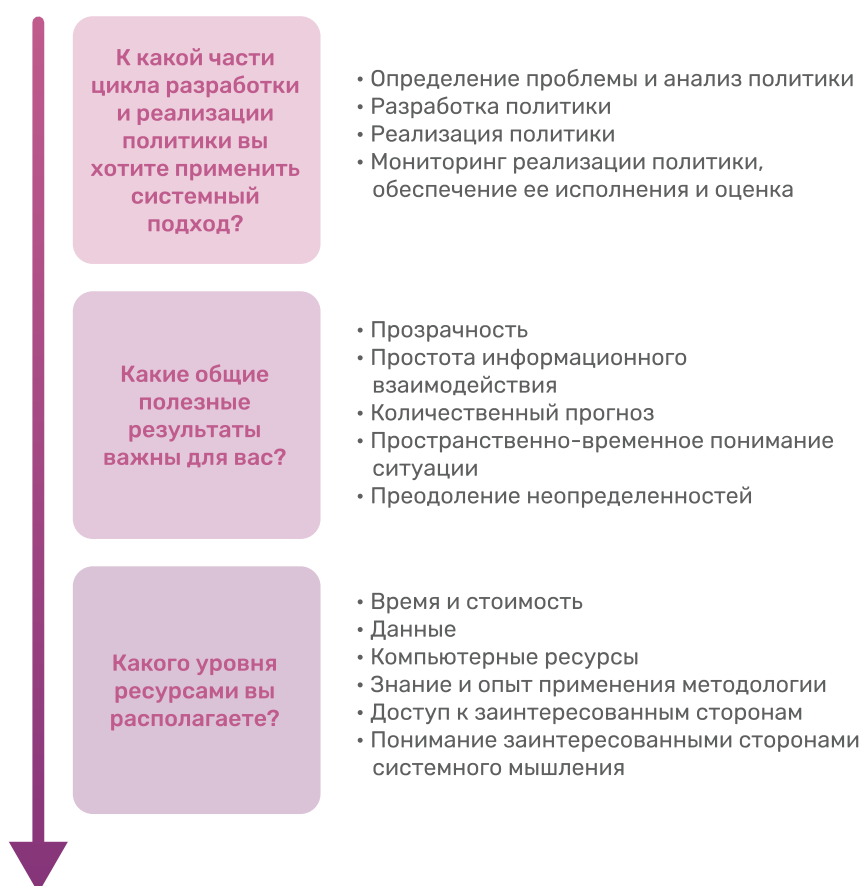 К какой части
цикла разработки
и реализации
политики вы
хотите применить
системный
подход?
• Определение проблемы и анализ политики
• Разработка политики
• Реализация политики
• Мониторинг реализации политики,
обеспечение ее исполнения и оценка
Какие общие
полезные
результаты
важны для вас?
• Прозрачность
• Простота информационного
взаимодействия
• Количественный прогноз
• Пространственно-временное понимание
ситуации
• Преодоление неопределенностей
Какого уровня
ресурсами вы
располагаете?
• Время и стоимость
• Данные
• Компьютерные ресурсы
• Знание и опыт применения методологии
• Доступ к заинтересованным сторонам
• Понимание заинтересованными сторонами
системного мышления